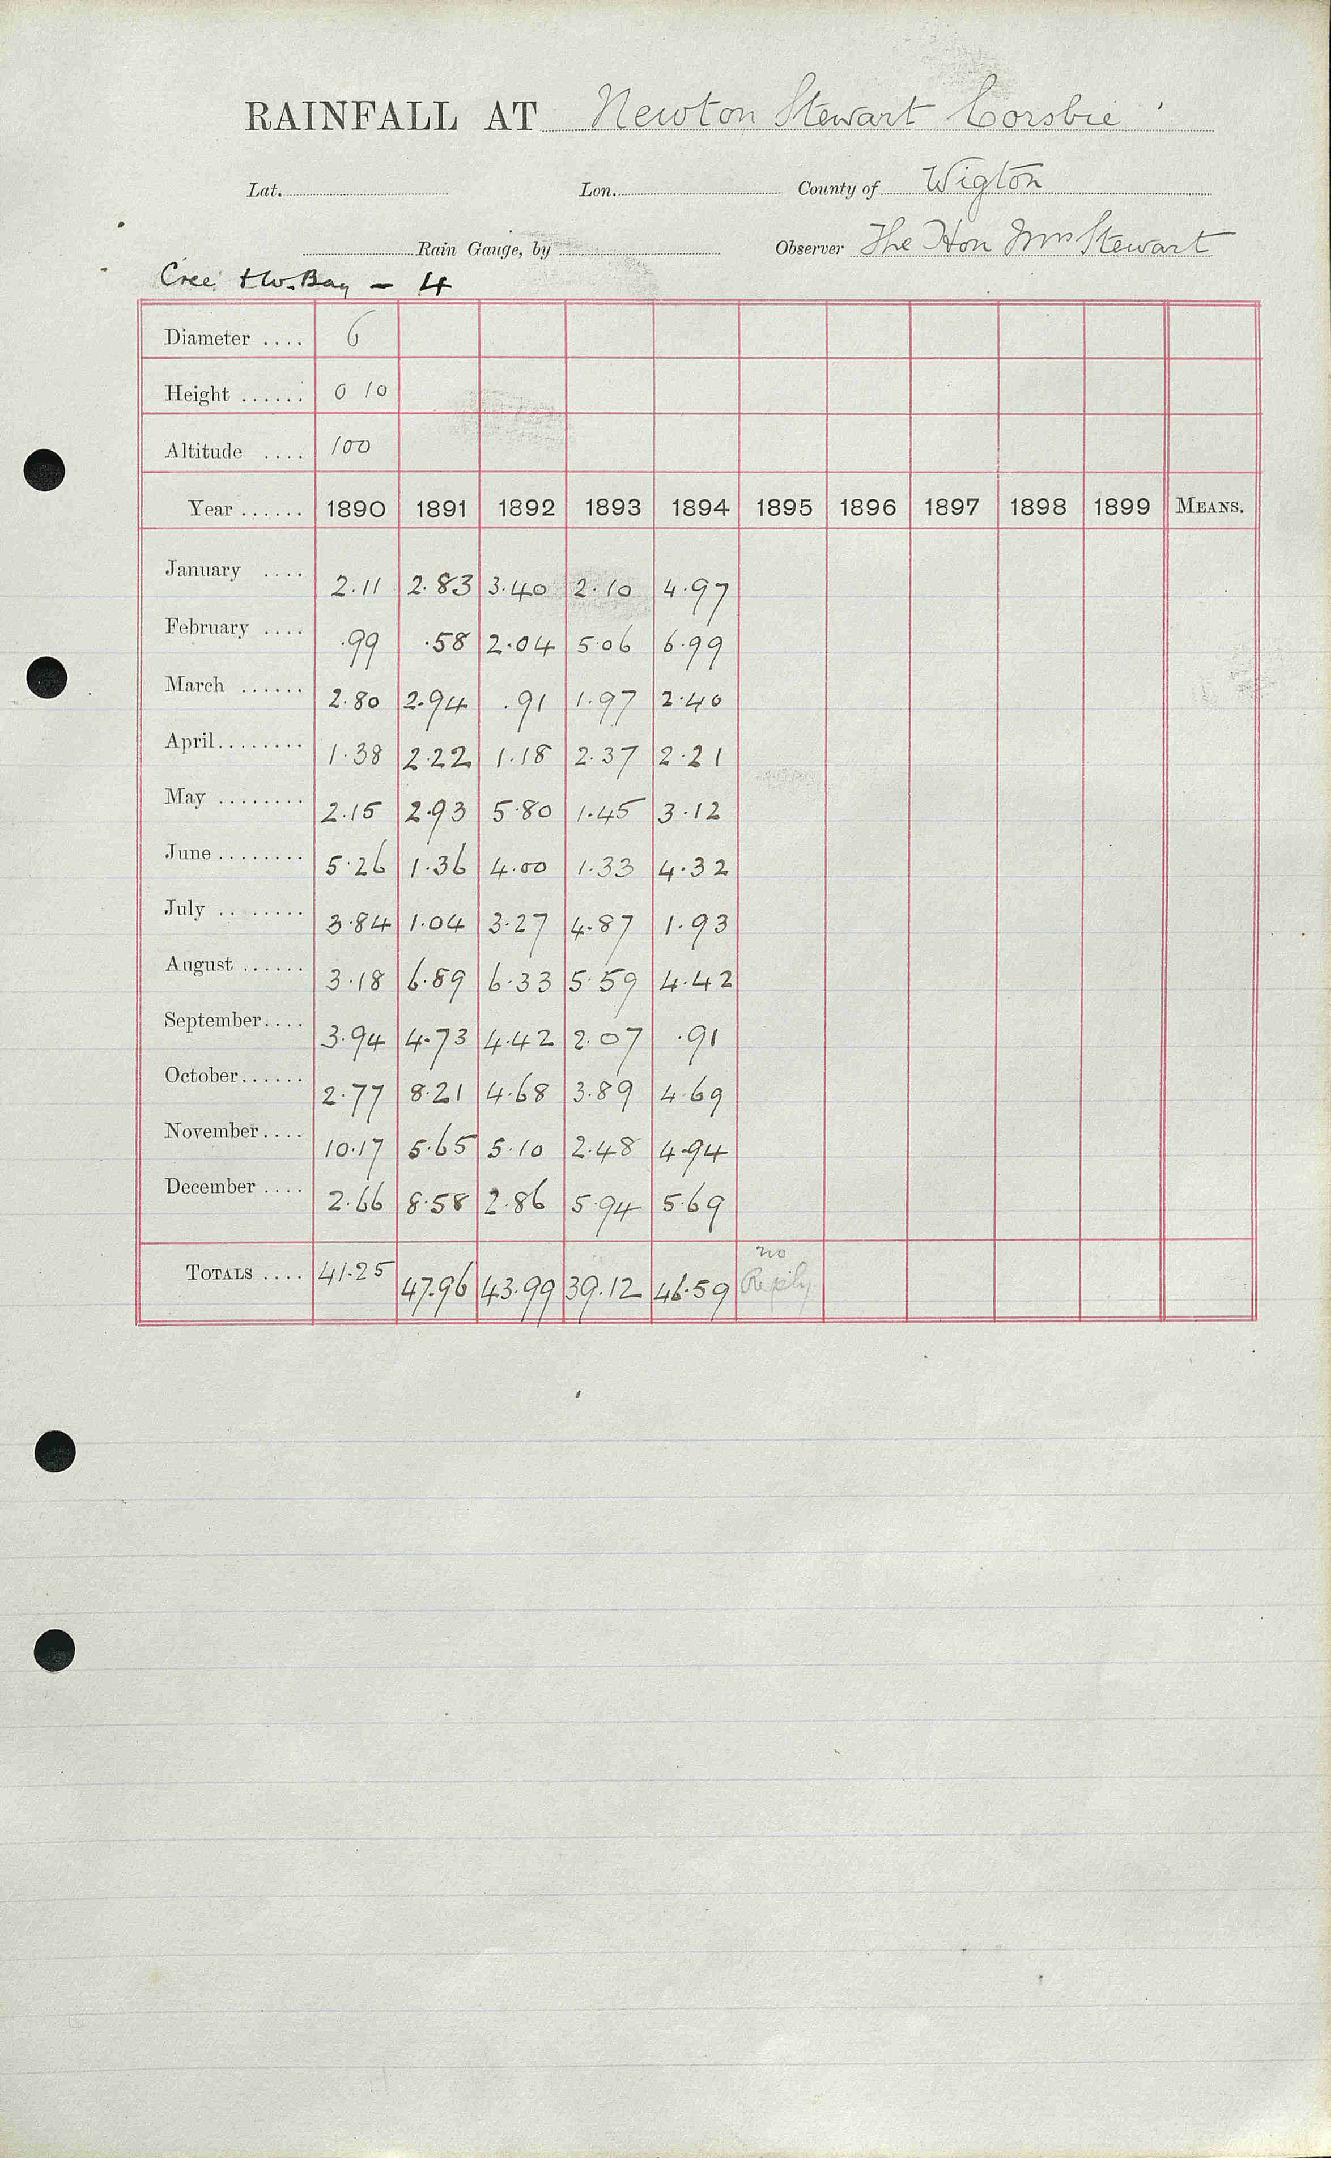 RAINFALL AT Newton Stewart Corsbie
Lat. Lon. County of Wigton
Rain Gauge, by Observer The Hon Mrs Stewart
Cree & W. Bay - 4
Diameter .... 6
Height ...... 0 10
Altitude .... 100
Year ...... 1890 1891 1892 1893 1894 1895 1896 1897 1898 1899 MEANS.
January .... 2.11 2.83 3.40 2.10 4.97
February .... .99 .58 2.04 5.06 6.99
March ...... 2.80 2.94 .91 1.97 2.40
April........ 1.38 2.22 1.18 2.37 2.21
May ........ 2.15 2.93 5.80 1.45 3.12
June ........ 5.26 1.36 4.00 1.33 4.32
July ........ 3.84 1.04 3.27 4.87 1.93
August ...... 3.18 6.89 6.33 5.59 4.42
September.... 3.94 4.73 4.42 2.07 .91
October...... 2.77 8.21 4.68 3.89 4.69
November.... 10.17 5.65 5.10 2.48 4.94
December .... 2.66 8.58 2.86 5.94 5.69
TOTALS .... 41.25 47.96 43.99 39.12 46.59 no Reply